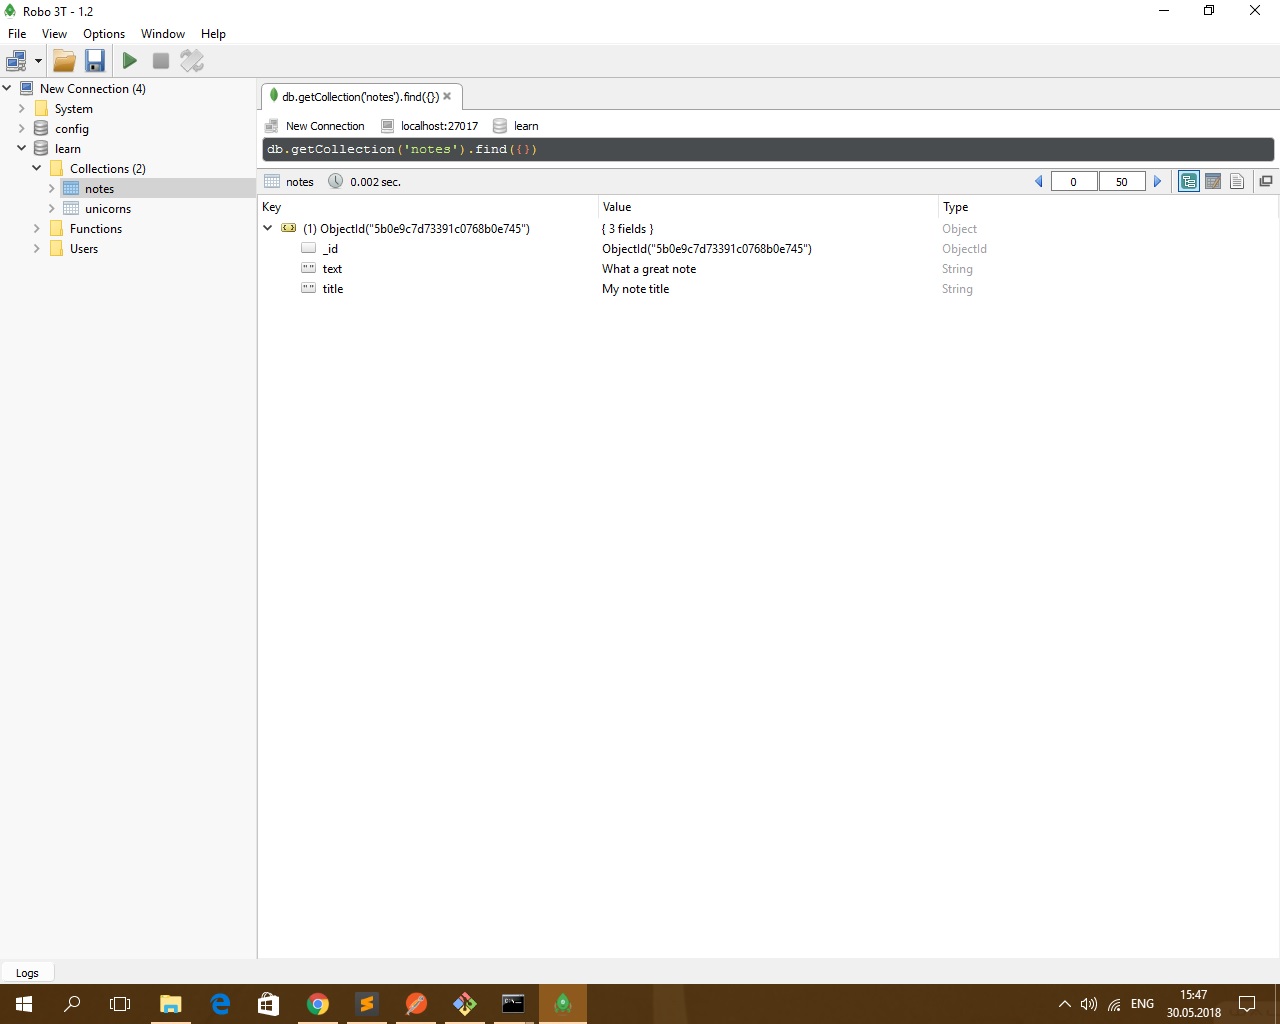 Robo 3T - 1.2
File View Options Window Help
New Connection (4)
System
config
learn
Collections (2)
notes
unicorns
Functions
Users
db.getCollection('notes').find({})
New Connection localhost:27017 learn
db.getCollection('notes').find({})
notes 0.002 sec. 0 50
Key Value Type
(1) ObjectId("5b0e9c7d73391c0768b0e745") { 3 fields } Object
_id ObjectId("5b0e9c7d73391c0768b0e745") ObjectId
text What a great note String
title My note title String
Logs
ENG
15:47
30.05.2018